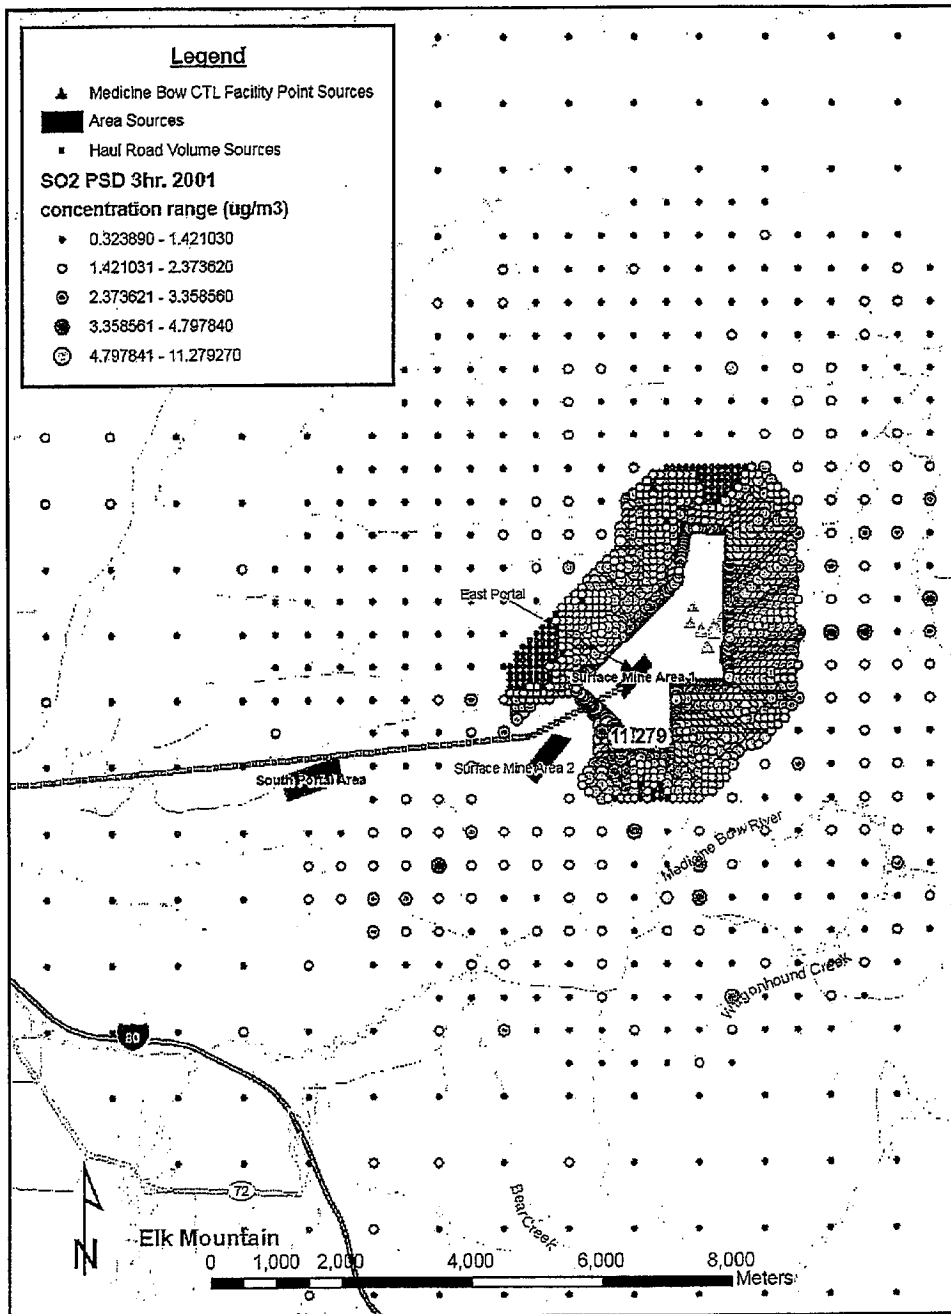 Legend
Medicine Bow CTL Facility Point Sources
Area Sources
Haul Road Volume Sources
SO2 PSD 3hr. 2001
concentration range (ug/m3)
0.323890 - 1.421030
1.421031 - 2.373620
2.373621 - 3.358560
3.358561 - 4.797840
4.797841 - 11.279270
East Portal
Surface Mine Area 1
11.279
Surface Mine Area 2
South Portal Area
Medicine Bow River
Wagonhound Creek
80
72
Bear Creek
Elk Mountain
N
0 1,000 2,000 4,000 6,000 8,000
Meters